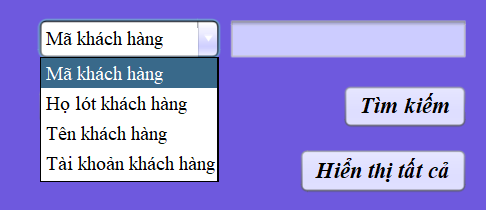 Mã khách hàng
Mã khách hàng
Họ lót khách hàng
Tên khách hàng
Tài khoản khách hàng
Tìm kiếm
Hiển thị tất cả